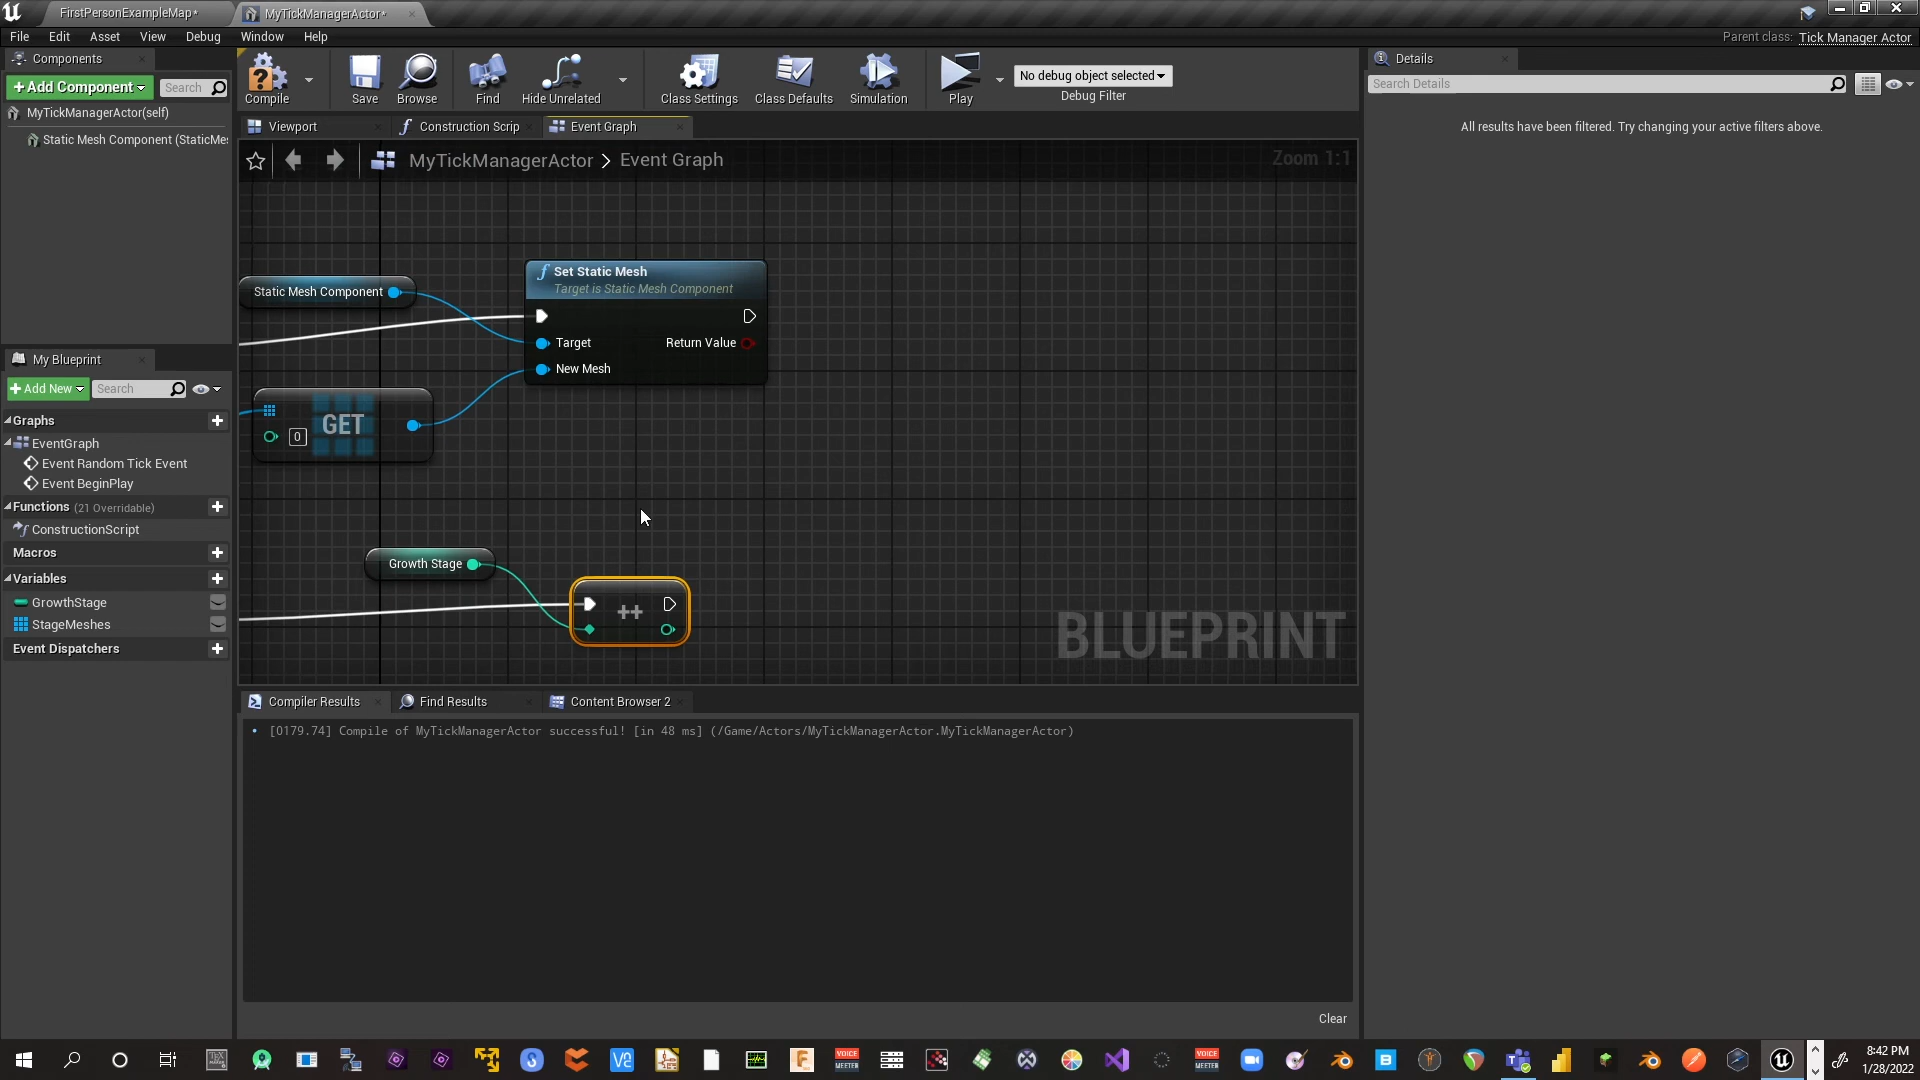 FirstPersonExampleMap*
MyTickManagerActor*
File Edit Asset View Debug Window Help
Parent class: Tick Manager Actor
Components
+Add Component
Search
MyTickManagerActor(self)
Static Mesh Component (StaticMes
Compile
Save
Browse
Find
Hide Unrelated
Class Settings
Class Defaults
Simulation
Play
No debug object selected
Debug Filter
Viewport
Construction Scrip
Event Graph
MyTickManagerActor > Event Graph
Zoom 1:1
Static Mesh Component
Set Static Mesh
Target is Static Mesh Component
Target
Return Value
New Mesh
0
GET
Growth Stage
++
BLUEPRINT
My Blueprint
+Add New
Search
Graphs
EventGraph
Event Random Tick Event
Event BeginPlay
Functions (21 Overridable)
ConstructionScript
Macros
Variables
GrowthStage
StageMeshes
Event Dispatchers
Compiler Results
Find Results
Content Browser 2
[0179.74] Compile of MyTickManagerActor successful! [in 48 ms] (/Game/Actors/MyTickManagerActor.MyTickManagerActor)
Clear
Details
Search Details
All results have been filtered. Try changing your active filters above.
VOICE
MEETER
VOICE
MEETER
8:42 PM
1/28/2022